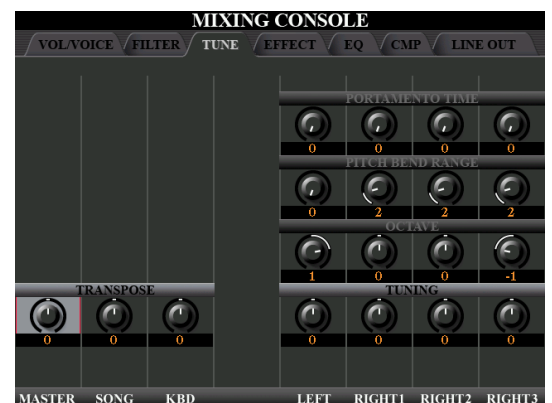 MIXING CONSOLE
VOL/VOICE FILTER TUNE EFFECT EQ CMP LINE OUT
PORTAMENTO TIME
0 0 0 0
PITCH BEND RANGE
0 2 2 2
OCTAVE
1 0 0 -1
TRANSPOSE TUNING
0 0 0 0 0 0 0
MASTER SONG KBD LEFT RIGHT1 RIGHT2 RIGHT3